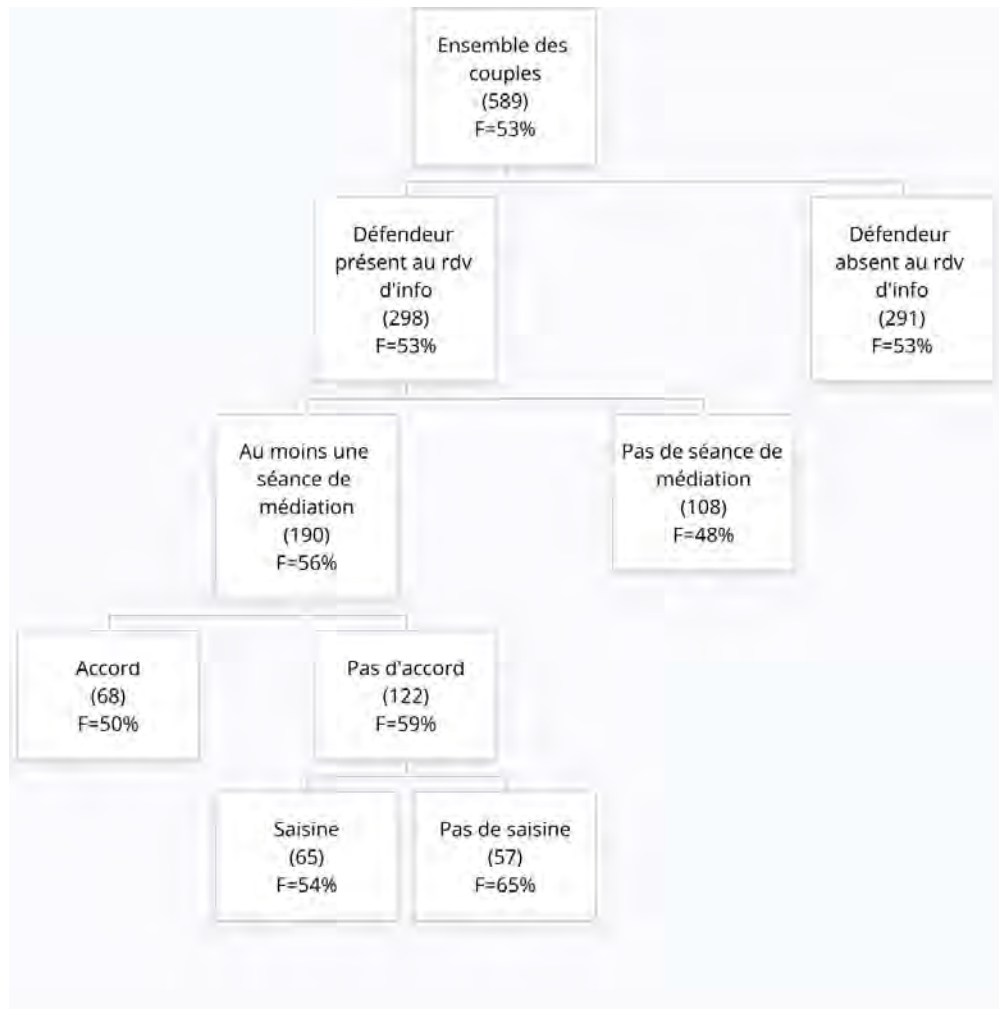 Ensemble des
couples
(589)
F=53%
Défendeur
présent au rdv
d'info
(298)
F=53%
Défendeur
absent au rdv
d'info
(291)
F=53%
Au moins une
séance de
médiation
(190)
F=56%
Pas de séance de
médiation
(108)
F=48%
Accord
(68)
F=50%
Pas d'accord
(122)
F=59%
Saisine
(65)
F=54%
Pas de saisine
(57)
F=65%